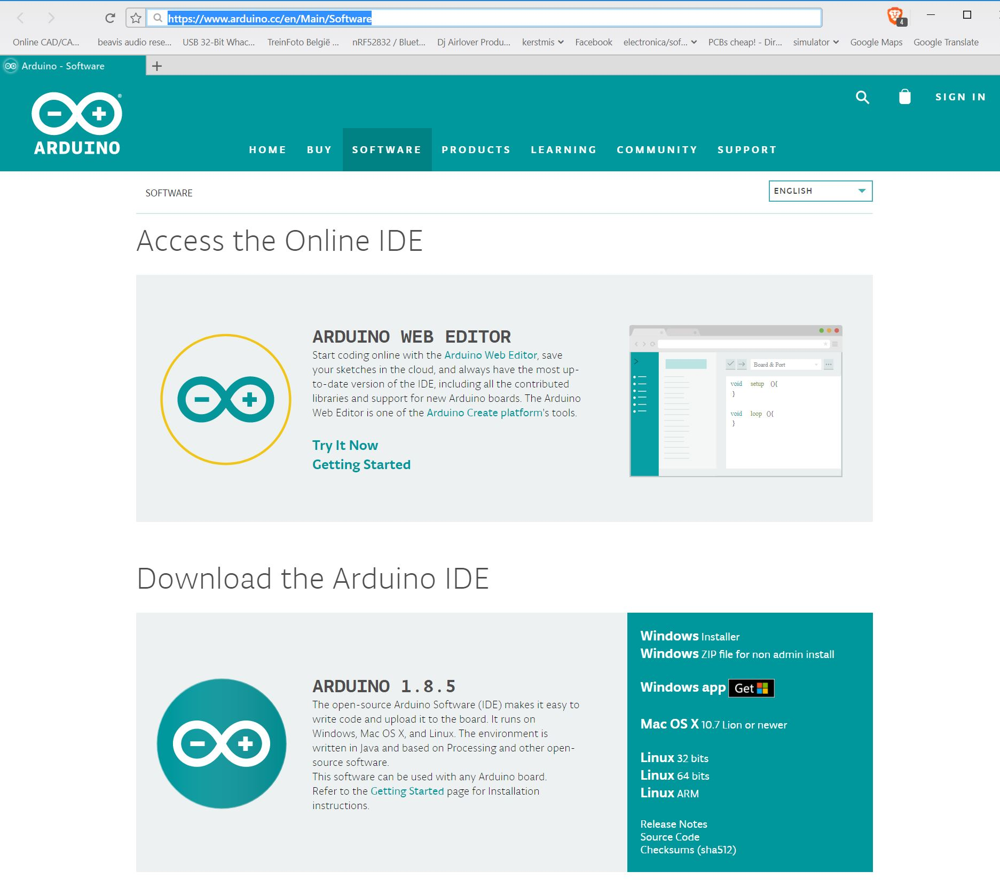 https://www.arduino.cc/en/Main/Software
4
Online CAD/CA...
beavis audio rese...
USB 32-Bit Whac...
TreinFoto België ...
nRF52832 / Bluet...
Dj Airlover Produ...
kerstmis
Facebook
electronica/sof...
PCBs cheap! - Dir...
simulator
Google Maps
Google Translate
Arduino - Software
ARDUINO
SIGN IN
HOME
BUY
SOFTWARE
PRODUCTS
LEARNING
COMMUNITY
SUPPORT
SOFTWARE
ENGLISH
Access the Online IDE
ARDUINO WEB EDITOR
Start coding online with the Arduino Web Editor, save
your sketches in the cloud, and always have the most up-
to-date version of the IDE, including all the contributed
libraries and support for new Arduino boards. The Arduino
Web Editor is one of the Arduino Create platform's tools.
Try It Now
Getting Started
Board & Port
void setup (){
}
void loop (){
}
Download the Arduino IDE
ARDUINO 1.8.5
The open-source Arduino Software (IDE) makes it easy to
write code and upload it to the board. It runs on
Windows, Mac OS X, and Linux. The environment is
written in Java and based on Processing and other open-
source software.
This software can be used with any Arduino board.
Refer to the Getting Started page for Installation
instructions.
Windows Installer
Windows ZIP file for non admin install
Windows app Get
Mac OS X 10.7 Lion or newer
Linux 32 bits
Linux 64 bits
Linux ARM
Release Notes
Source Code
Checksums (sha512)